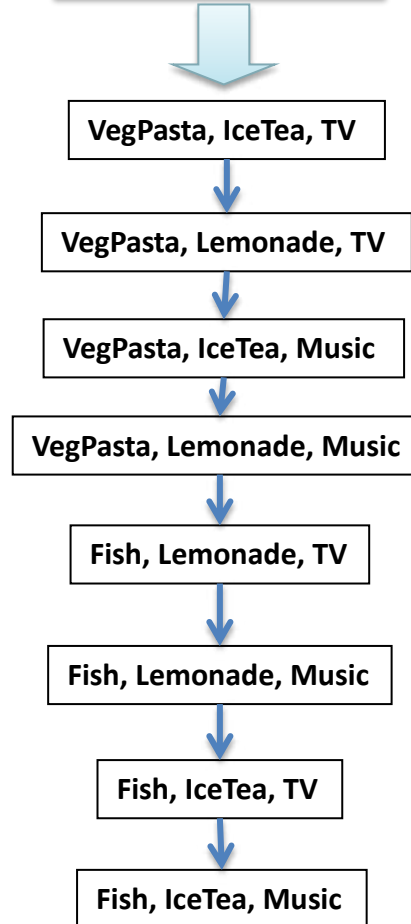 VegPasta, IceTea, TV
VegPasta, Lemonade, TV
VegPasta, IceTea, Music
VegPasta, Lemonade, Music
Fish, Lemonade, TV
Fish, Lemonade, Music
Fish, IceTea, TV
Fish, IceTea, Music